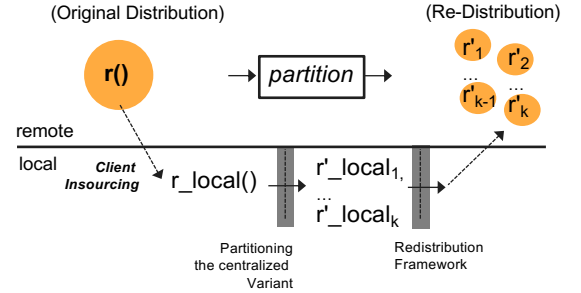 (Original Distribution)
(Re-Distribution)
r()
partition
r'1
r'2
...
...
r'k-1
r'k
remote
local
Client
Insourcing
r_local()
r'_local1,
...
r'_localk
Partitioning
the centralized
Variant
Redistribution
Framework